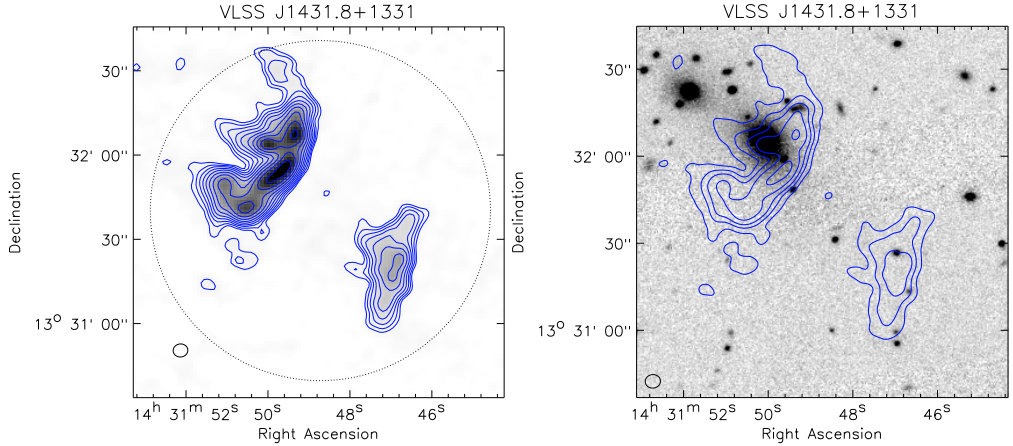 VLSS J1431.8+1331
30''
32' 00''
30''
13° 31' 00''
Declination
14h 31m 52s 50s 48s 46s
Right Ascension
VLSS J1431.8+1331
30''
32' 00''
30''
13° 31' 00''
Declination
14h 31m 52s 50s 48s 46s
Right Ascension